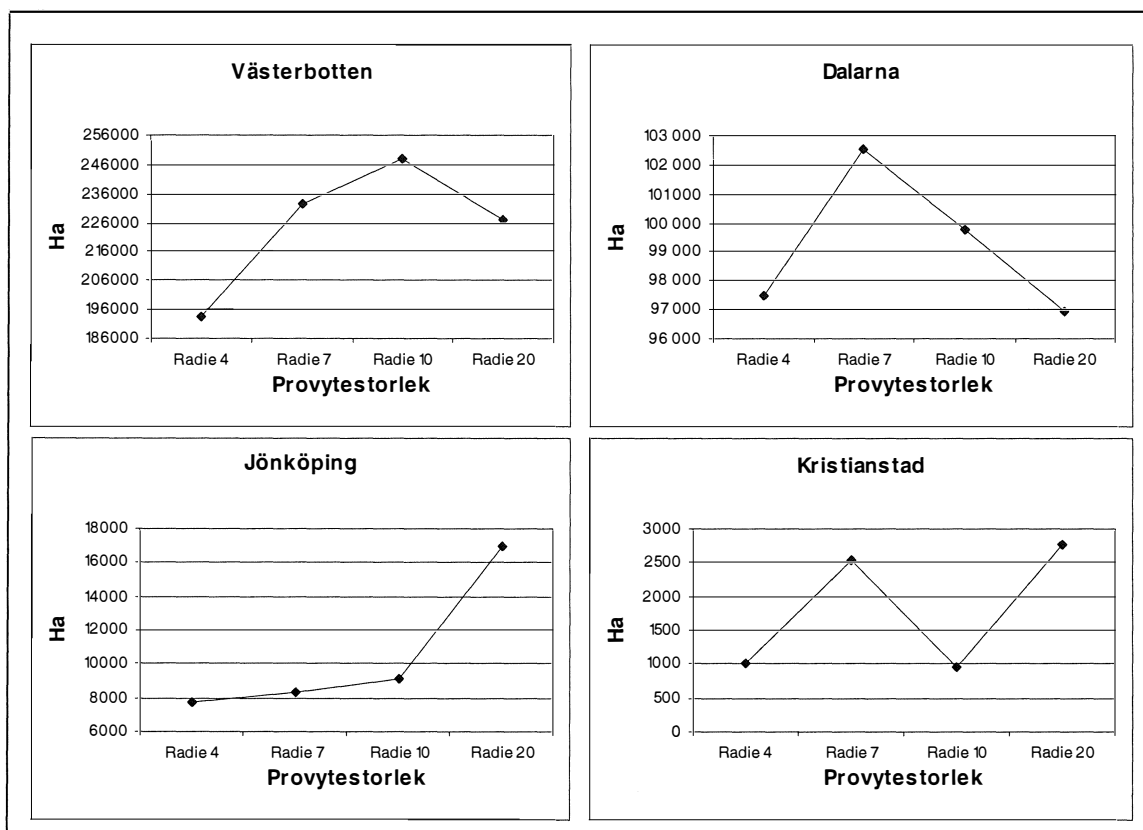 Västerbotten
256000
246000
236000
226000
216000
206000
196000
186000
Ha
Radie 4 Radie 7 Radie 10 Radie 20
Provytestorlek
Dalarna
103 000
102 000
101 000
100 000
99 000
98 000
97 000
96 000
Ha
Radie 4 Radie 7 Radie 10 Radie 20
Provytestorlek
Jönköping
18000
16000
14000
12000
10000
8000
6000
Ha
Radie 4 Radie 7 Radie 10 Radie 20
Provytestorlek
Kristianstad
3000
2500
2000
1500
1000
500
0
Ha
Radie 4 Radie 7 Radie 10 Radie 20
Provytestorlek